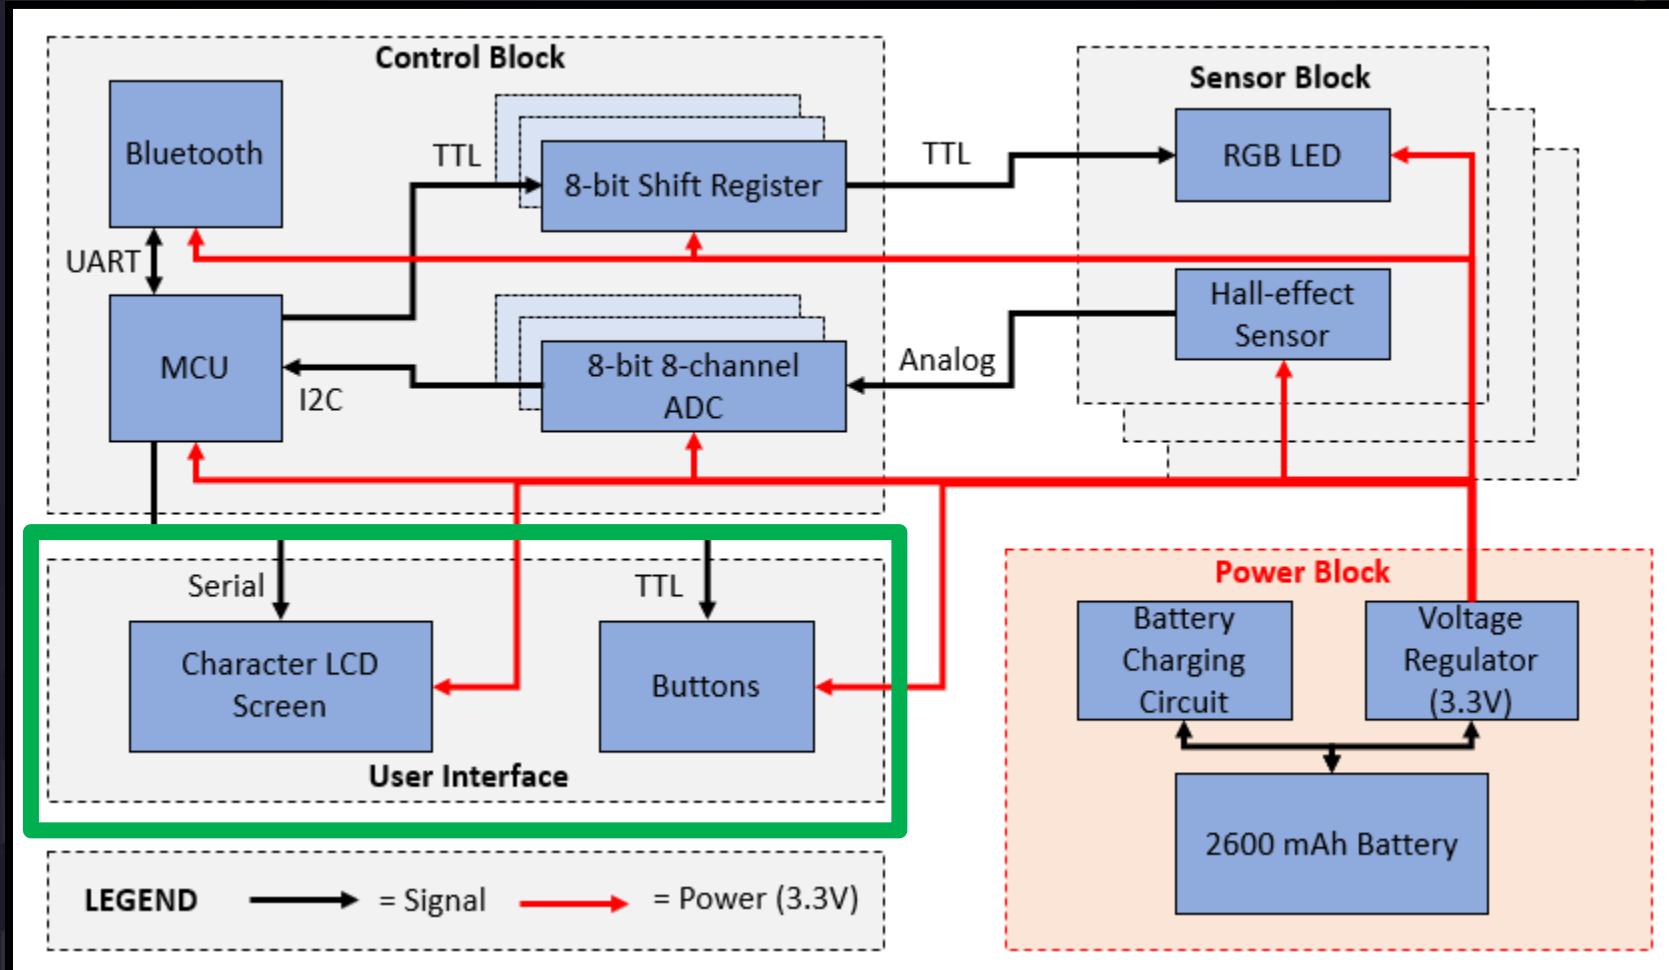 Control Block
Bluetooth
TTL
8-bit Shift Register
UART
MCU
I2C
8-bit 8-channel
ADC
TTL
Analog
Sensor Block
RGB LED
Hall-effect
Sensor
Serial
Character LCD
Screen
TTL
Buttons
User Interface
Power Block
Battery
Charging
Circuit
Voltage
Regulator
(3.3V)
2600 mAh Battery
LEGEND = Signal = Power (3.3V)